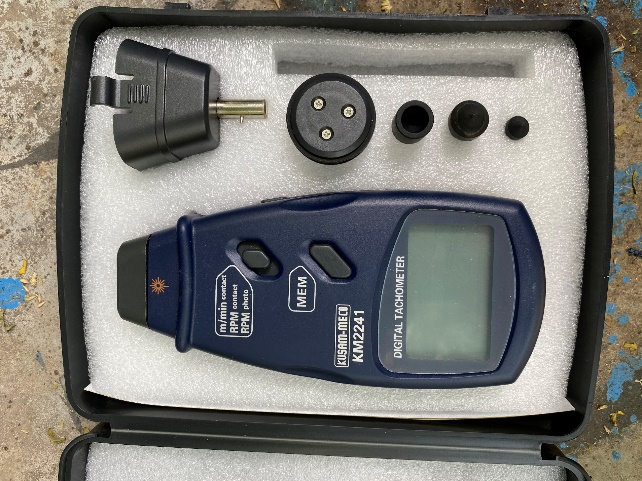 m/min contact
RPM contact
RPM photo
MEM
KUSAM-MECO
KM2241
DIGITAL TACHOMETER